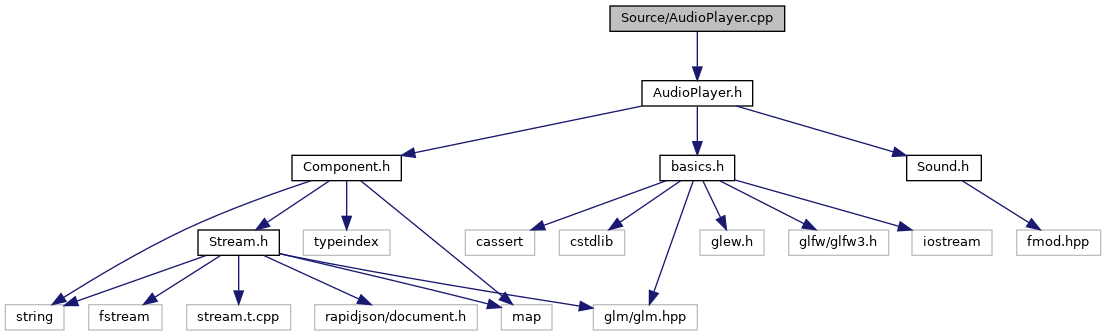 Source/AudioPlayer.cpp
AudioPlayer.h
Component.h
basics.h
Sound.h
Stream.h
typeindex
cassert
cstdlib
glew.h
glfw/glfw3.h
iostream
fmod.hpp
string
fstream
stream.t.cpp
rapidjson/document.h
map
glm/glm.hpp